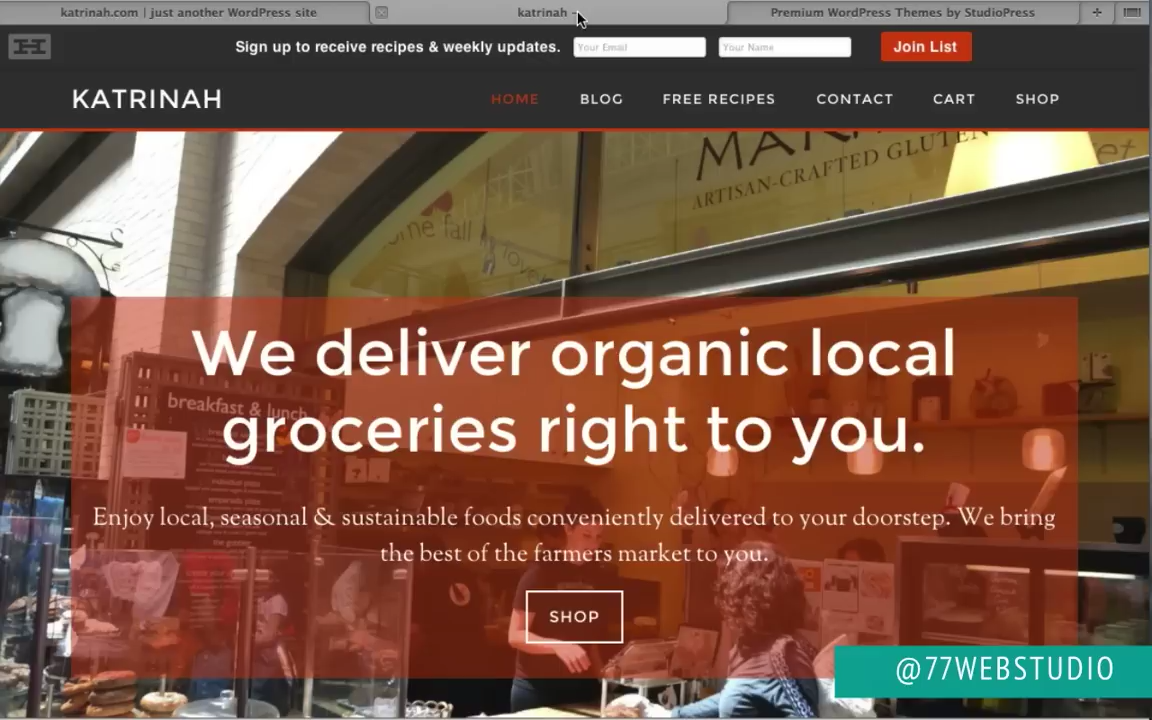 katrinah.com | just another WordPress site
katrinah -
Premium WordPress Themes by StudioPress
Sign up to receive recipes & weekly updates.
Your Email
Your Name
Join List
KATRINAH
HOME
BLOG
FREE RECIPES
CONTACT
CART
SHOP
ARTISAN-CRAFTED GLUTEN
We deliver organic local
groceries right to you.
breakfast & lunch
Enjoy local, seasonal & sustainable foods conveniently delivered to your doorstep. We bring
the best of the farmers market to you.
SHOP
@77WEBSTUDIO